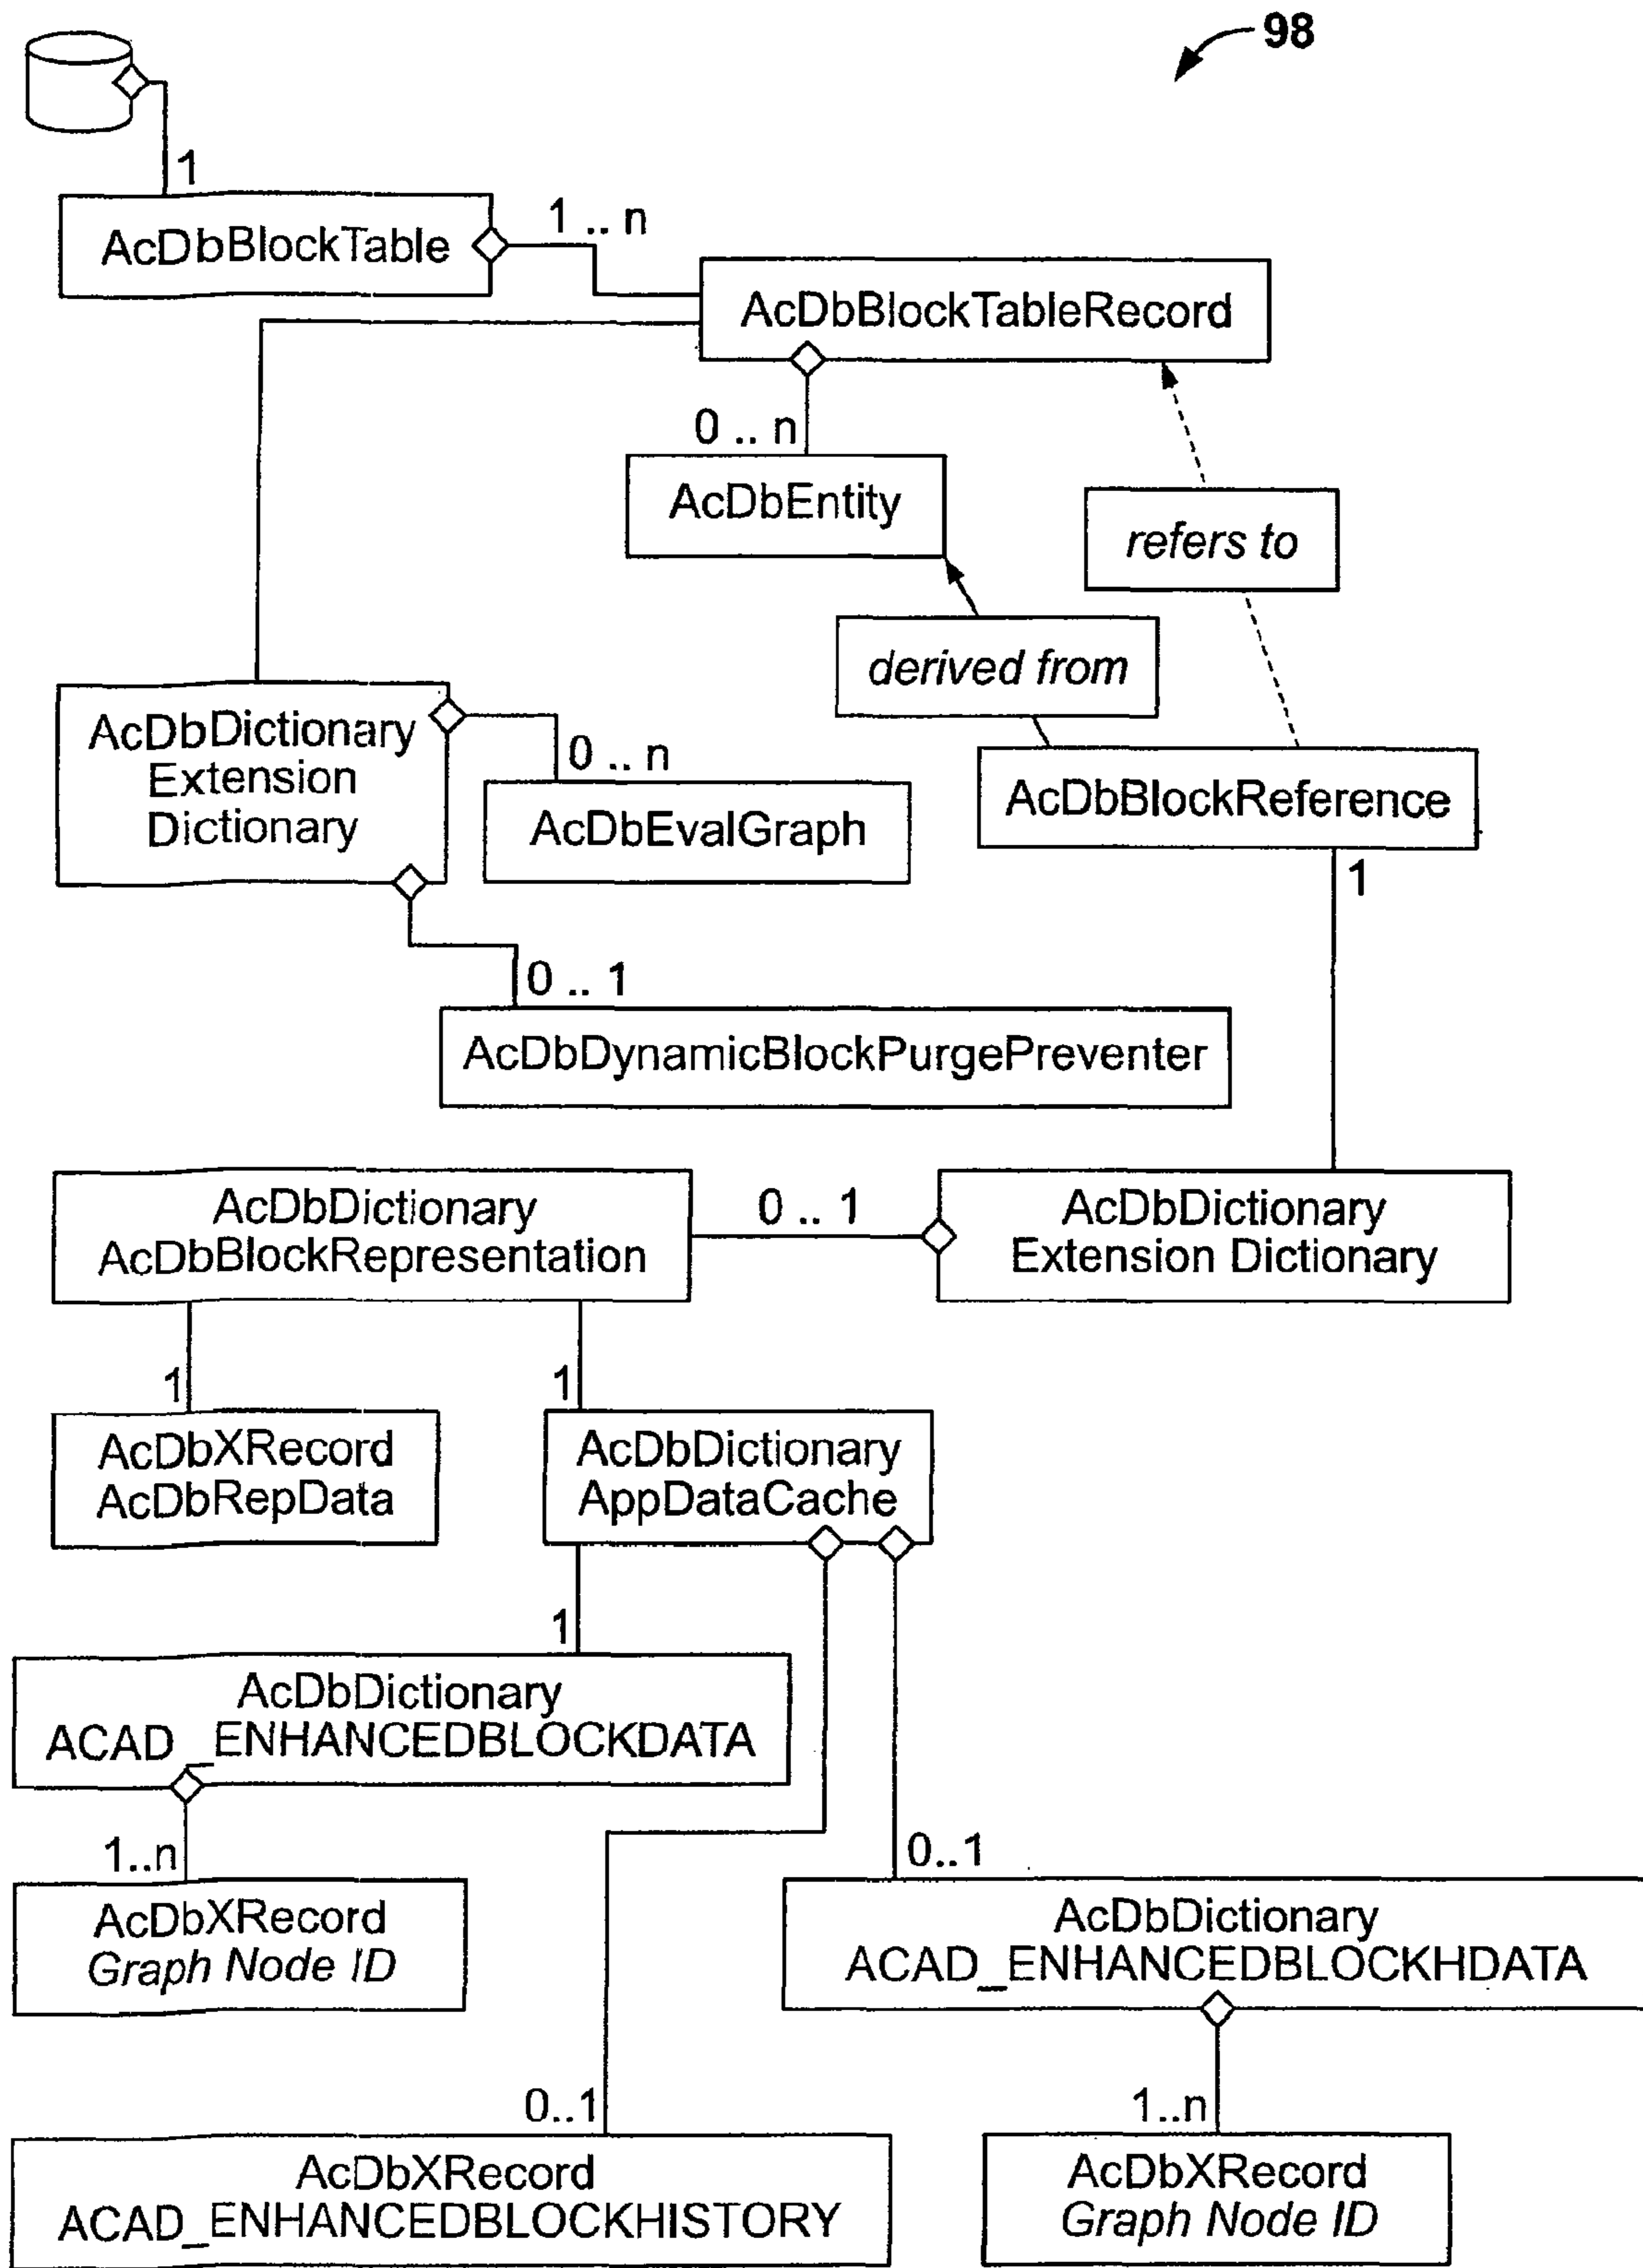 98
1
AcDbBlockTable
1 .. n
AcDbBlockTableRecord
0 .. n
AcDbEntity
refers to
derived from
AcDbDictionary
Extension
Dictionary
0 .. n
AcDbEvalGraph
AcDbBlockReference
1
0 .. 1
AcDbDynamicBlockPurgePreventer
AcDbDictionary
AcDbBlockRepresentation
0 .. 1
AcDbDictionary
Extension Dictionary
1
1
AcDbXRecord
AcDbRepData
AcDbDictionary
AppDataCache
1
AcDbDictionary
ACAD_ENHANCEDBLOCKDATA
1..n
0..1
AcDbXRecord
Graph Node ID
AcDbDictionary
ACAD_ENHANCEDBLOCKHDATA
0..1
1..n
AcDbXRecord
ACAD_ENHANCEDBLOCKHISTORY
AcDbXRecord
Graph Node ID